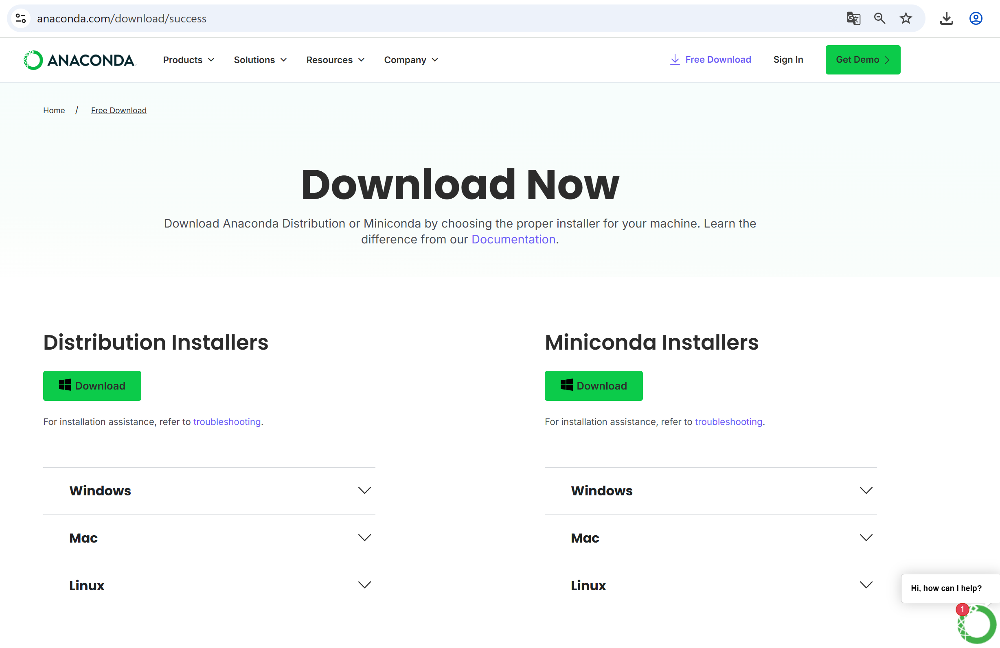 anaconda.com/download/success
ANACONDA.
Products
Solutions
Resources
Company
Free Download
Sign In
Get Demo
Home / Free Download
Download Now
Download Anaconda Distribution or Miniconda by choosing the proper installer for your machine. Learn the
difference from our Documentation.
Distribution Installers
Download
For installation assistance, refer to troubleshooting.
Windows
Mac
Linux
Miniconda Installers
Download
For installation assistance, refer to troubleshooting.
Windows
Mac
Linux
Hi, how can I help?
1